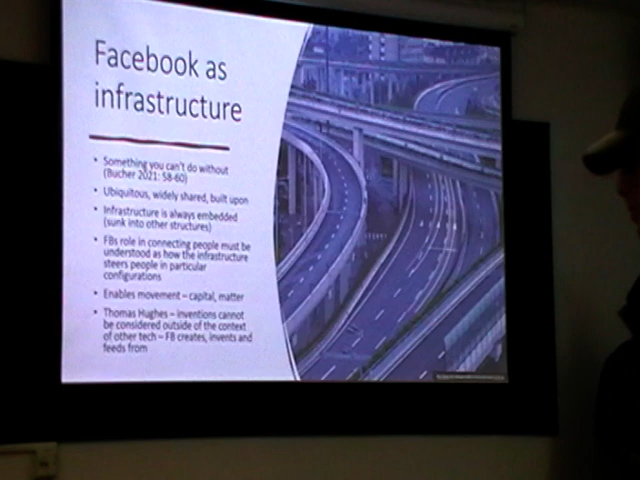 Facebook as
infrastructure
• Something you can't do without
(Bucher 2021: 58-60)
• Ubiquitous, widely shared, built upon
• Infrastructure is always embedded
(sunk into other structures)
• FBs role in connecting people must be
understood as how the infrastructure
steers people in particular
configurations
• Enables movement – capital, matter
• Thomas Hughes – inventions cannot
be considered outside of the context
of other tech – FB creates, invents and
feeds from